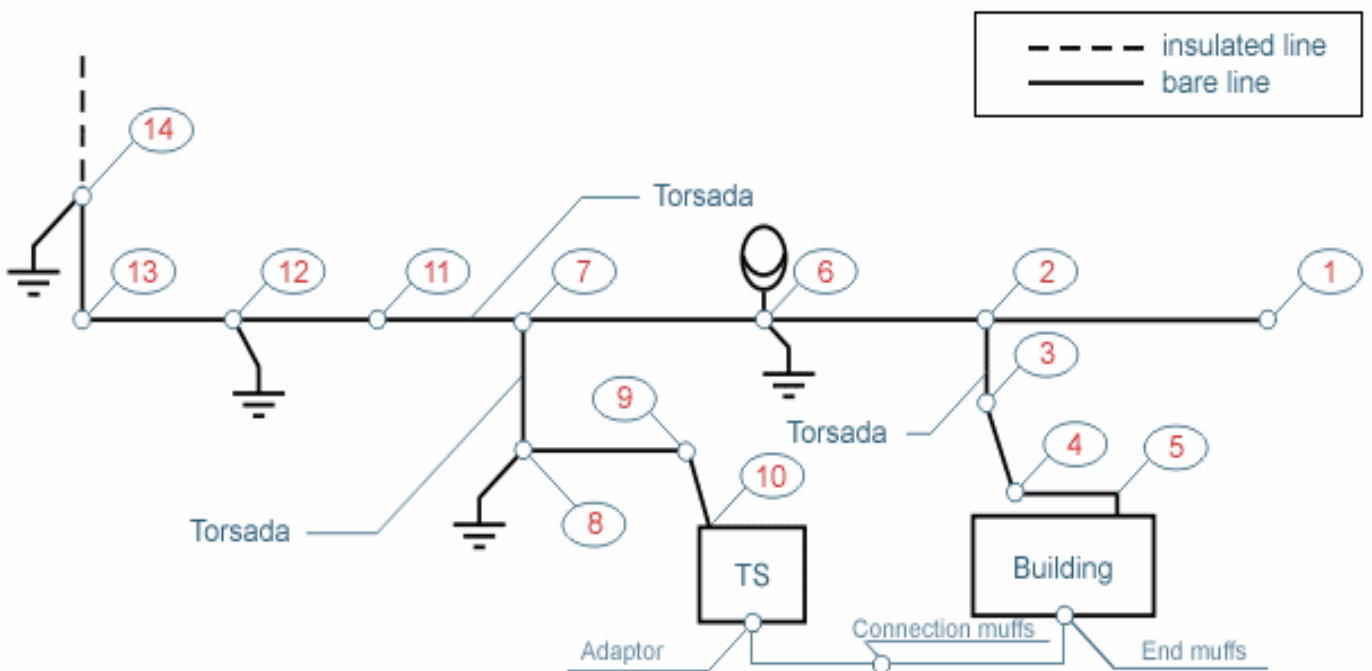 insulated line
bare line
14
Torsada
13
12
11
7
6
2
1
3
9
Torsada
4
5
10
Torsada
8
TS
Building
Connection muffs
Adaptor
End muffs